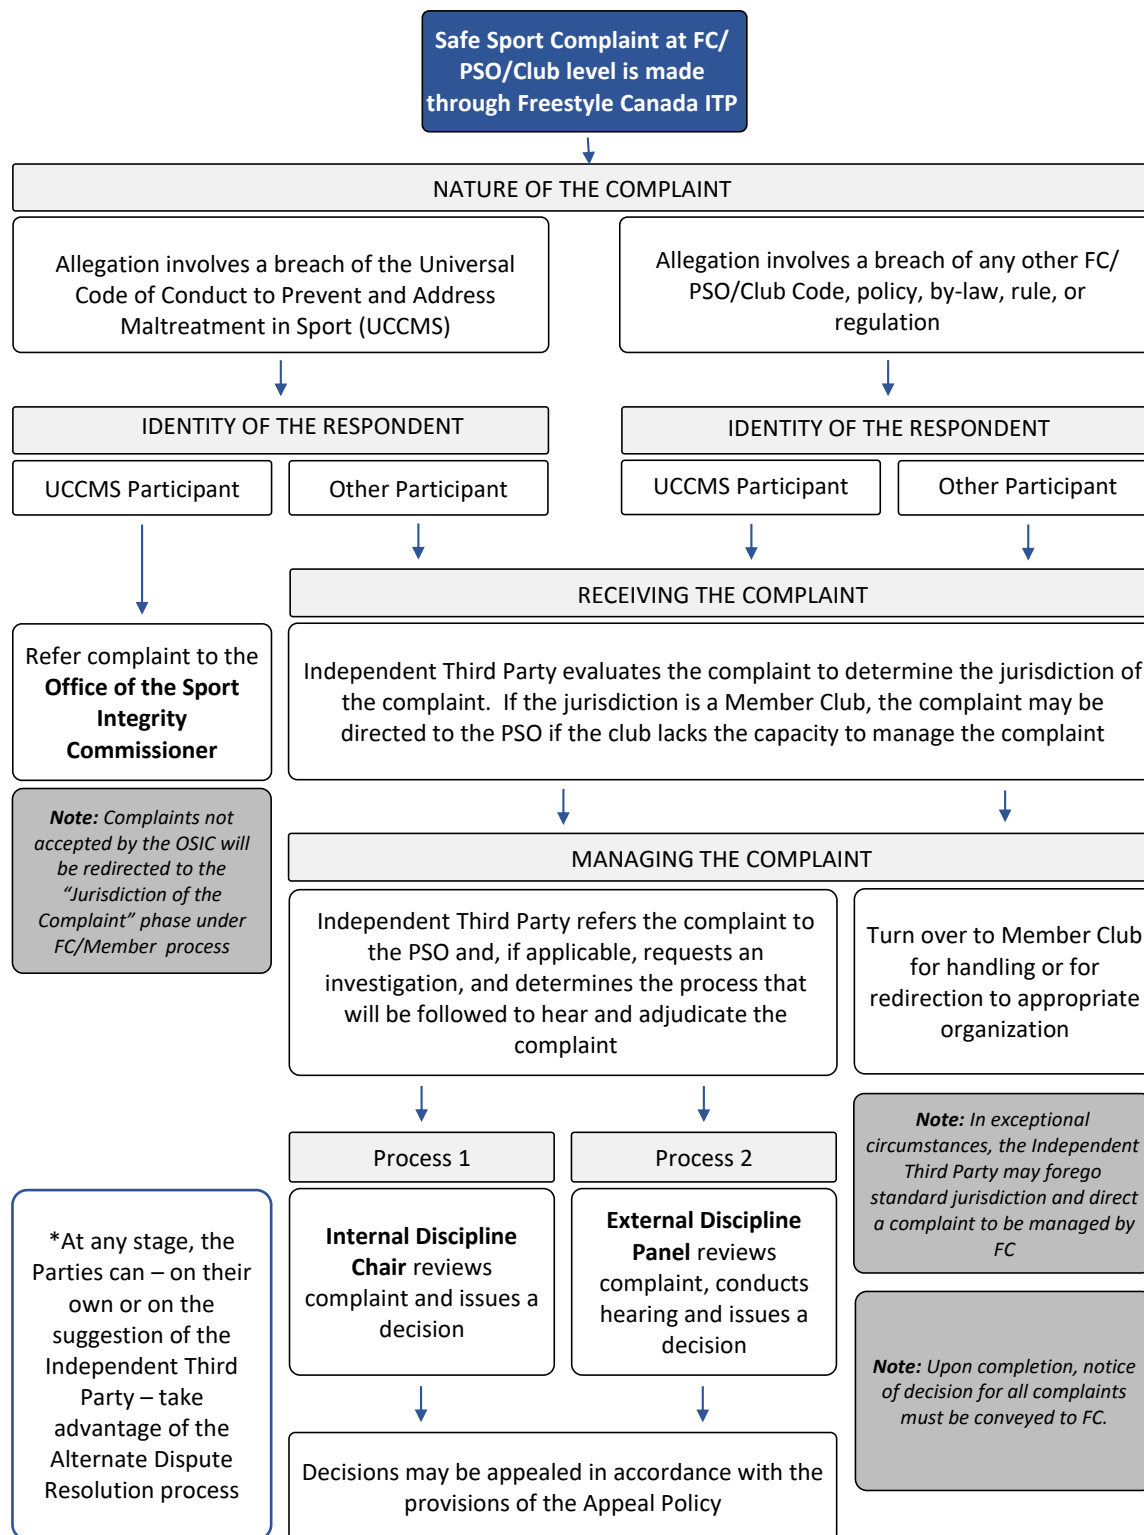 Safe Sport Complaint at FC/
PSO/Club level is made
through Freestyle Canada ITP
NATURE OF THE COMPLAINT
Allegation involves a breach of the Universal
Code of Conduct to Prevent and Address
Maltreatment in Sport (UCCMS)
Allegation involves a breach of any other FC/
PSO/Club Code, policy, by-law, rule, or
regulation
IDENTITY OF THE RESPONDENT
IDENTITY OF THE RESPONDENT
UCCMS Participant
Other Participant
UCCMS Participant
Other Participant
RECEIVING THE COMPLAINT
Refer complaint to the
Office of the Sport
Integrity
Commissioner
Independent Third Party evaluates the complaint to determine the jurisdiction of
the complaint.  If the jurisdiction is a Member Club, the complaint may be
directed to the PSO if the club lacks the capacity to manage the complaint
Note: Complaints not
accepted by the OSIC will
be redirected to the
“Jurisdiction of the
Complaint” phase under
FC/Member process
MANAGING THE COMPLAINT
Independent Third Party refers the complaint to
the PSO and, if applicable, requests an
investigation, and determines the process that
will be followed to hear and adjudicate the
complaint
Turn over to Member Club
for handling or for
redirection to appropriate
organization
Note: In exceptional
circumstances, the Independent
Third Party may forego
standard jurisdiction and direct
a complaint to be managed by
FC
Process 1
Process 2
Internal Discipline
Chair reviews
complaint and issues a
decision
External Discipline
Panel reviews
complaint, conducts
hearing and issues a
decision
*At any stage, the
Parties can – on their
own or on the
suggestion of the
Independent Third
Party – take
advantage of the
Alternate Dispute
Resolution process
Note: Upon completion, notice
of decision for all complaints
must be conveyed to FC.
Decisions may be appealed in accordance with the
provisions of the Appeal Policy